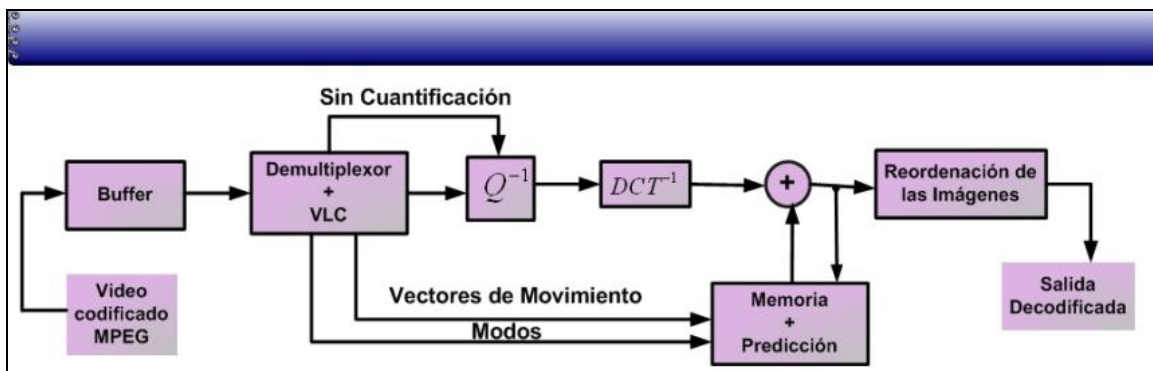 Sin Cuantificación
Buffer
Demultiplexor
+
VLC
Q⁻¹
DCT⁻¹
+
Reordenación de
las Imágenes
Video
codificado
MPEG
Vectores de Movimiento
Modos
Memoria
+
Predicción
Salida
Decodificada